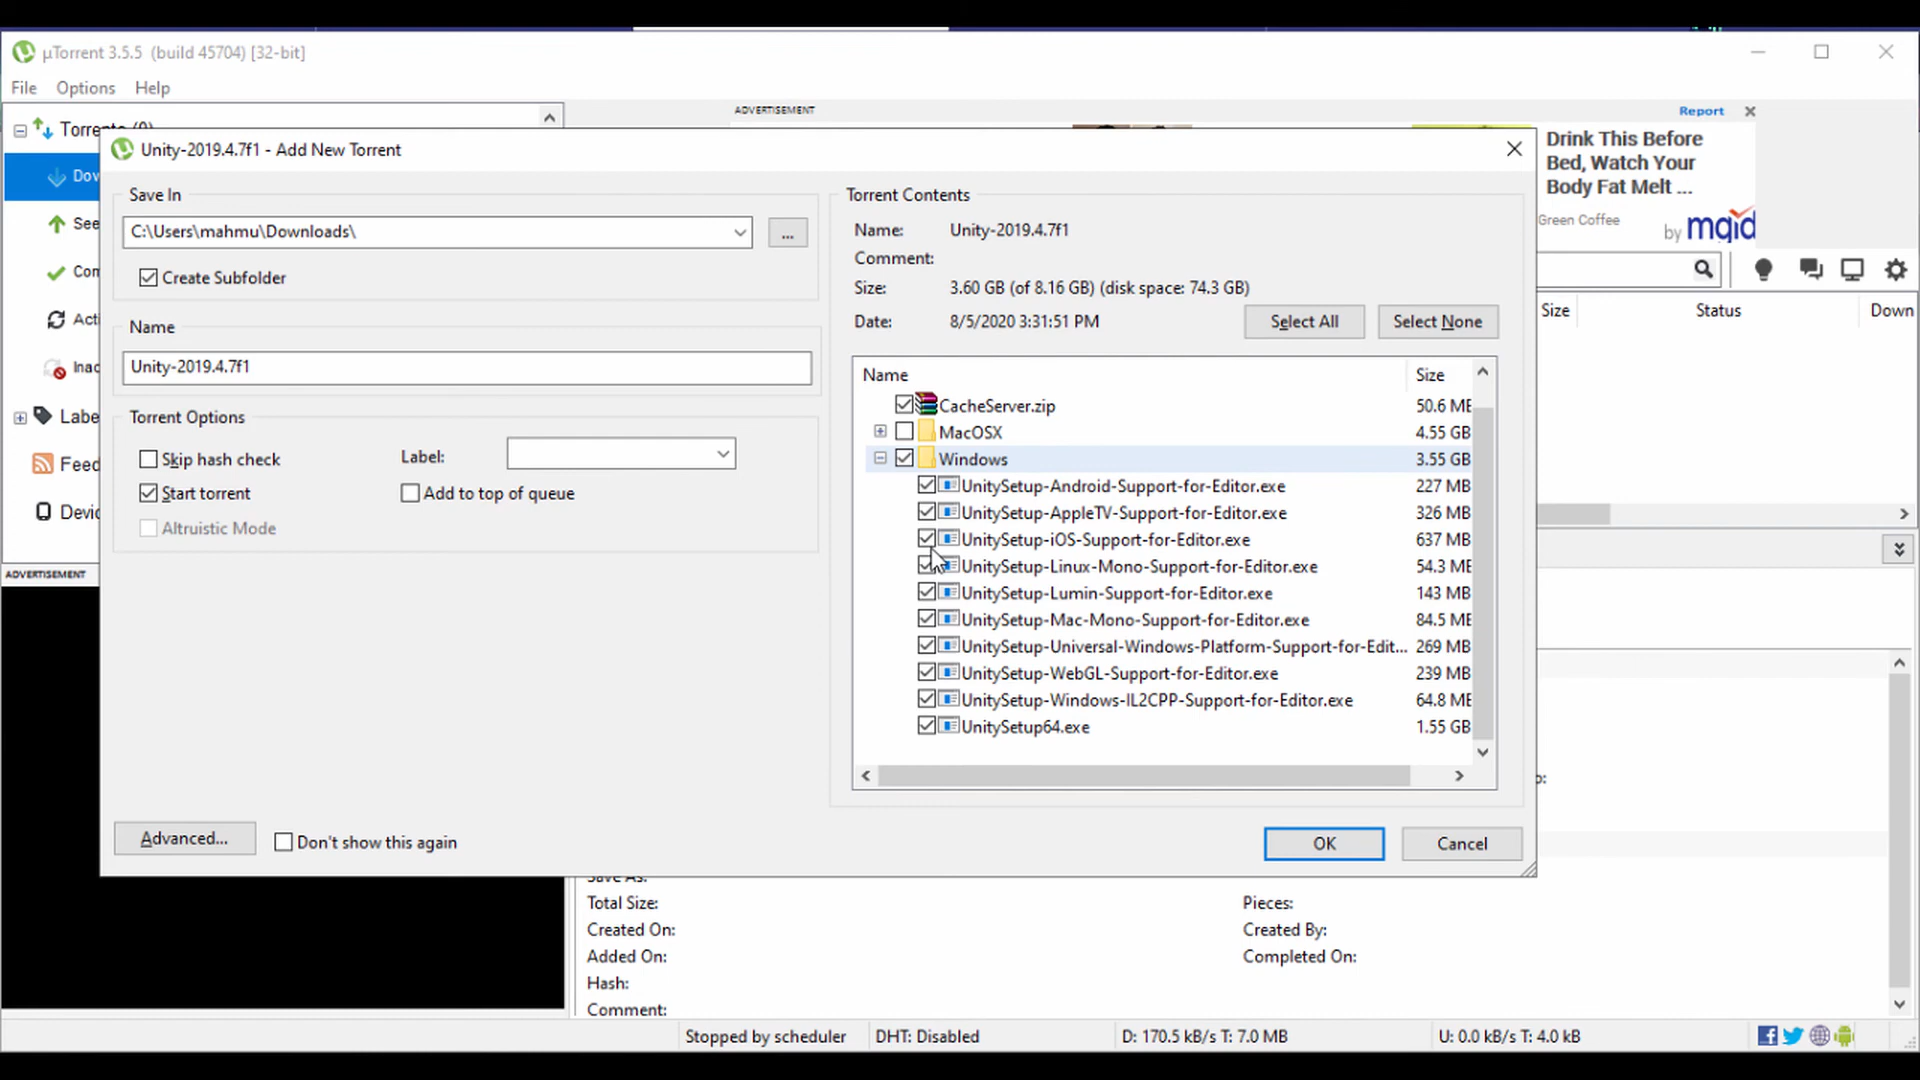 µTorrent 3.5.5 (build 45704) [32-bit]
File Options Help
ADVERTISEMENT
Report
Drink This Before
Bed, Watch Your
Body Fat Melt ...
Green Coffee
by mgid
Unity-2019.4.7f1 - Add New Torrent
Save In
C:\Users\mahmu\Downloads\
...
Create Subfolder
Name
Unity-2019.4.7f1
Torrent Options
Skip hash check
Label:
Start torrent
Add to top of queue
Altruistic Mode
Torrent Contents
Name: Unity-2019.4.7f1
Comment:
Size: 3.60 GB (of 8.16 GB) (disk space: 74.3 GB)
Date: 8/5/2020 3:31:51 PM
Select All
Select None
Name Size
CacheServer.zip 50.6 ME
MacOSX 4.55 GB
Windows 3.55 GB
UnitySetup-Android-Support-for-Editor.exe 227 MB
UnitySetup-AppleTV-Support-for-Editor.exe 326 MB
UnitySetup-iOS-Support-for-Editor.exe 637 MB
UnitySetup-Linux-Mono-Support-for-Editor.exe 54.3 ME
UnitySetup-Lumin-Support-for-Editor.exe 143 MB
UnitySetup-Mac-Mono-Support-for-Editor.exe 84.5 ME
UnitySetup-Universal-Windows-Platform-Support-for-Edit... 269 MB
UnitySetup-WebGL-Support-for-Editor.exe 239 MB
UnitySetup-Windows-IL2CPP-Support-for-Editor.exe 64.8 ME
UnitySetup64.exe 1.55 GB
Advanced...
Don't show this again
OK
Cancel
Size Status Down
ADVERTISEMENT
Total Size:
Pieces:
Created On:
Created By:
Added On:
Completed On:
Hash:
Comment:
Stopped by scheduler
DHT: Disabled
D: 170.5 kB/s T: 7.0 MB
U: 0.0 kB/s T: 4.0 kB